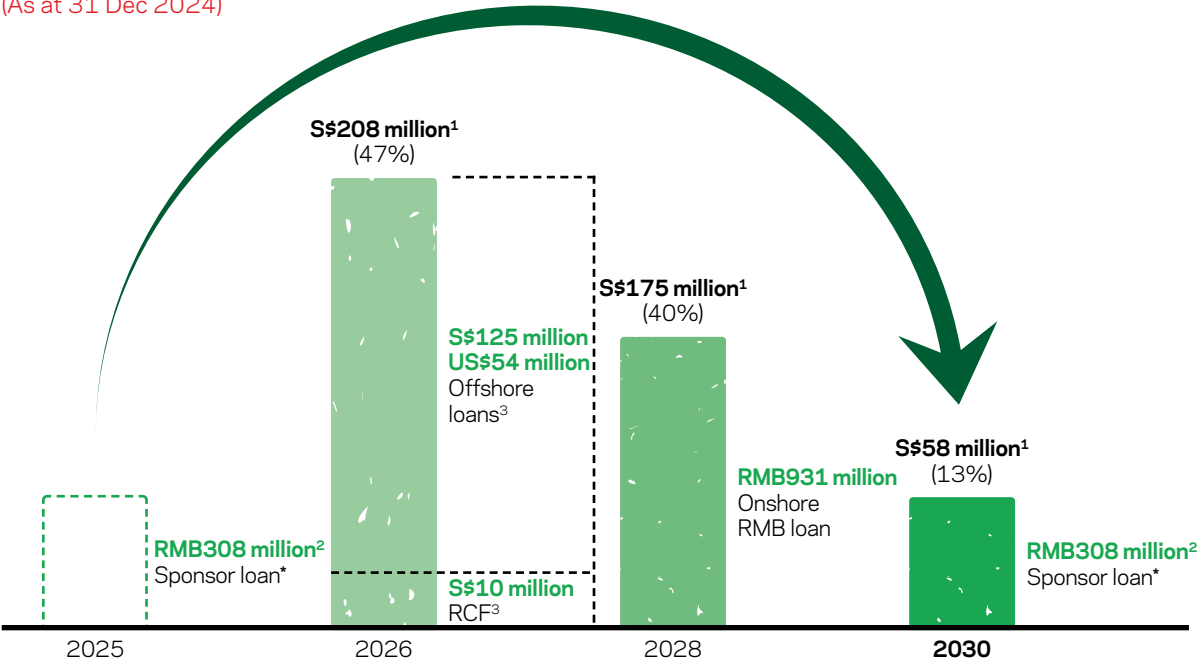 (As at 31 Dec 2024)
S$208 million¹
(47%)
S$125 million
US$54 million
Offshore
loans³
S$10 million
RCF³
S$175 million¹
(40%)
RMB931 million
Onshore
RMB loan
S$58 million¹
(13%)
RMB308 million²
Sponsor loan*
RMB308 million²
Sponsor loan*
2025
2026
2028
2030